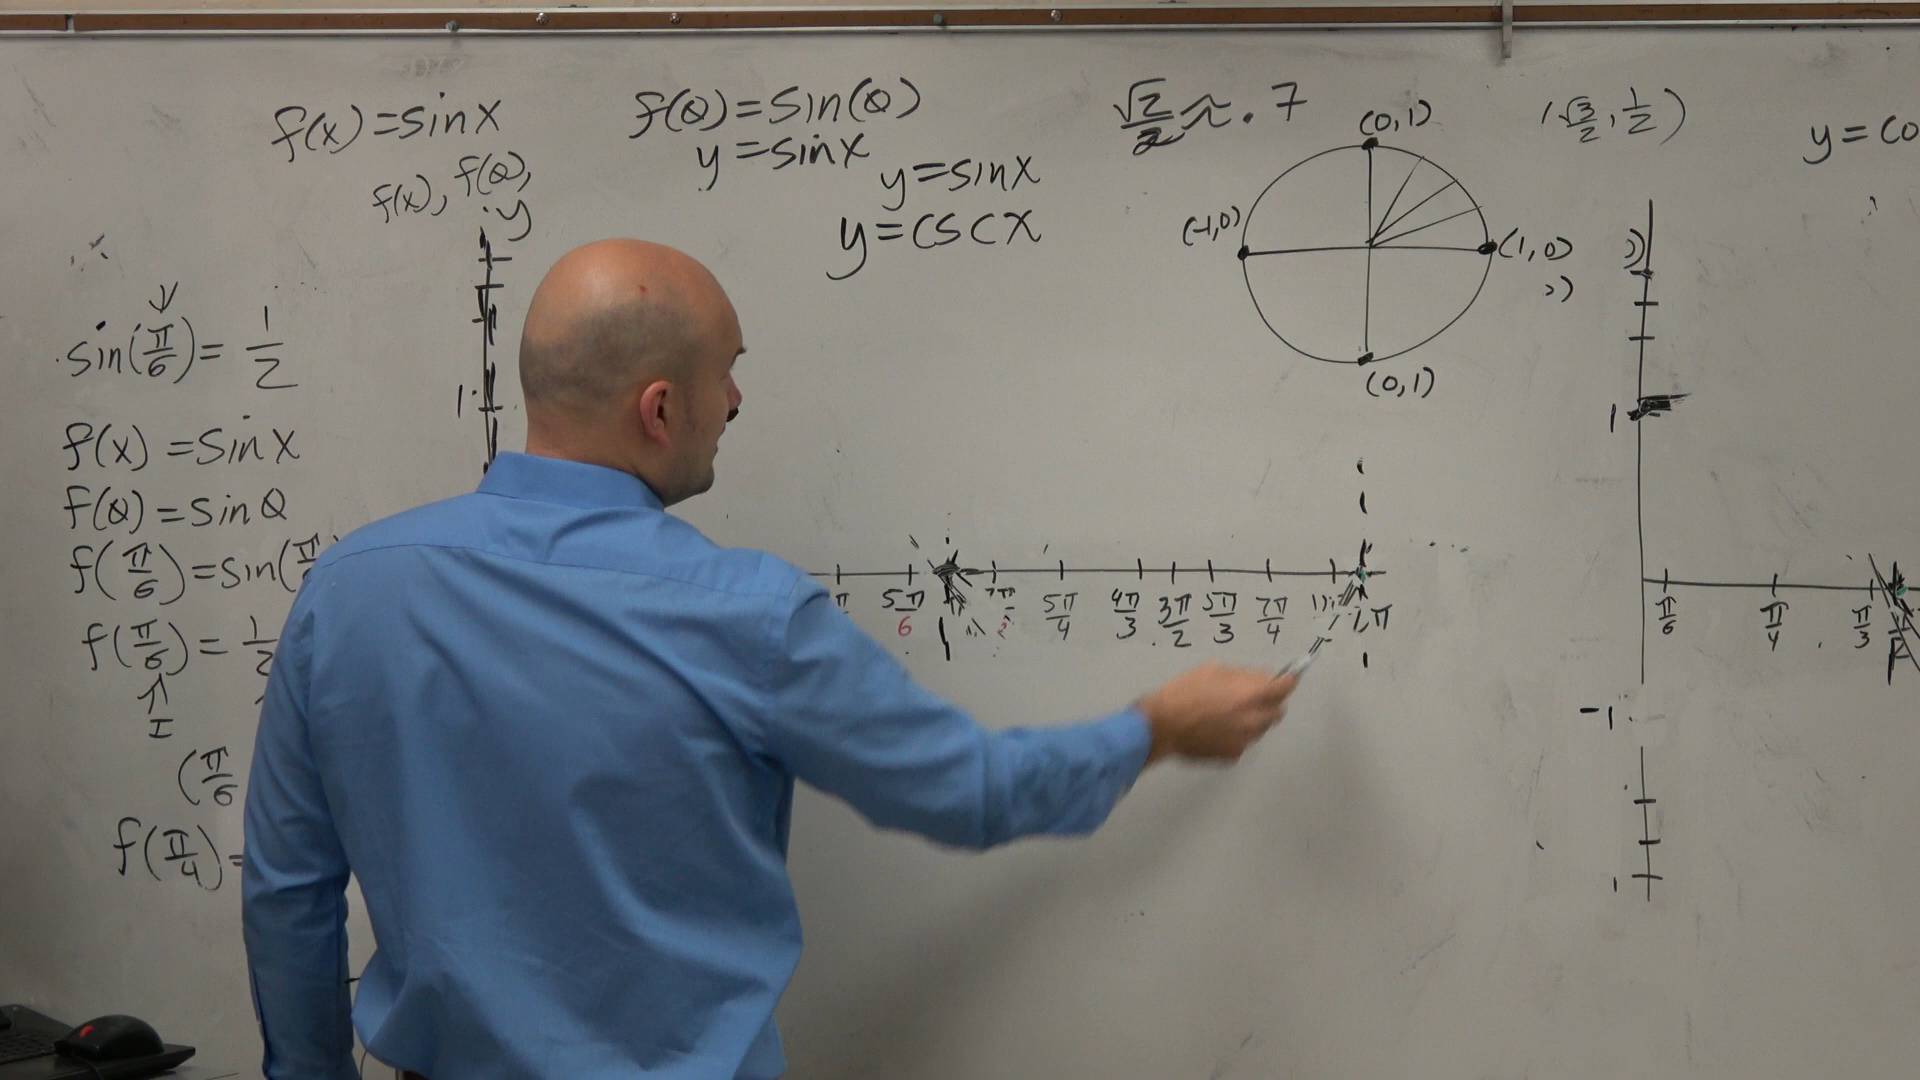 f(x) = sin x
f(θ) = sin(θ)
y = sin x
f(x), f(θ), y
y = sin x
y = csc x
√2/2 ≈ .7
(0,1)
(-1,0)
(1,0)
(0,1)
(√3/2, 1/2)
y = co
sin(π/6) = 1/2
f(x) = sin x
f(θ) = sin θ
f(π/6) = sin(π
f(π/6) = 1/2
I
(π/6
f(π/4) =
1
5π/6 5π/4 4π/3 3π/2 5π/3 7π/4 2π
1
π/6 π/4 π/3
-1